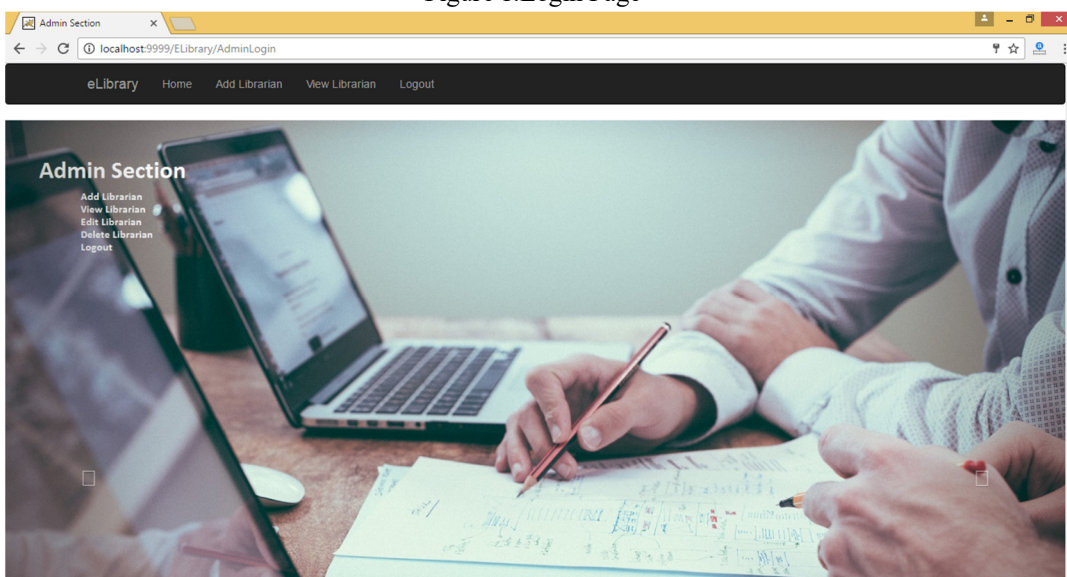 Figure 1.Login Page
Admin Section
localhost:9999/ELibrary/AdminLogin
eLibrary Home Add Librarian View Librarian Logout
Admin Section
Add Librarian
View Librarian
Edit Librarian
Delete Librarian
Logout